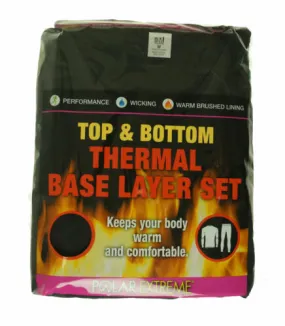 PERFORMANCE WICKING WARM BRUSHED LINING
TOP & BOTTOM
THERMAL
BASE LAYER SET
Keeps your body
warm
and comfortable.
POLAR EXTREME